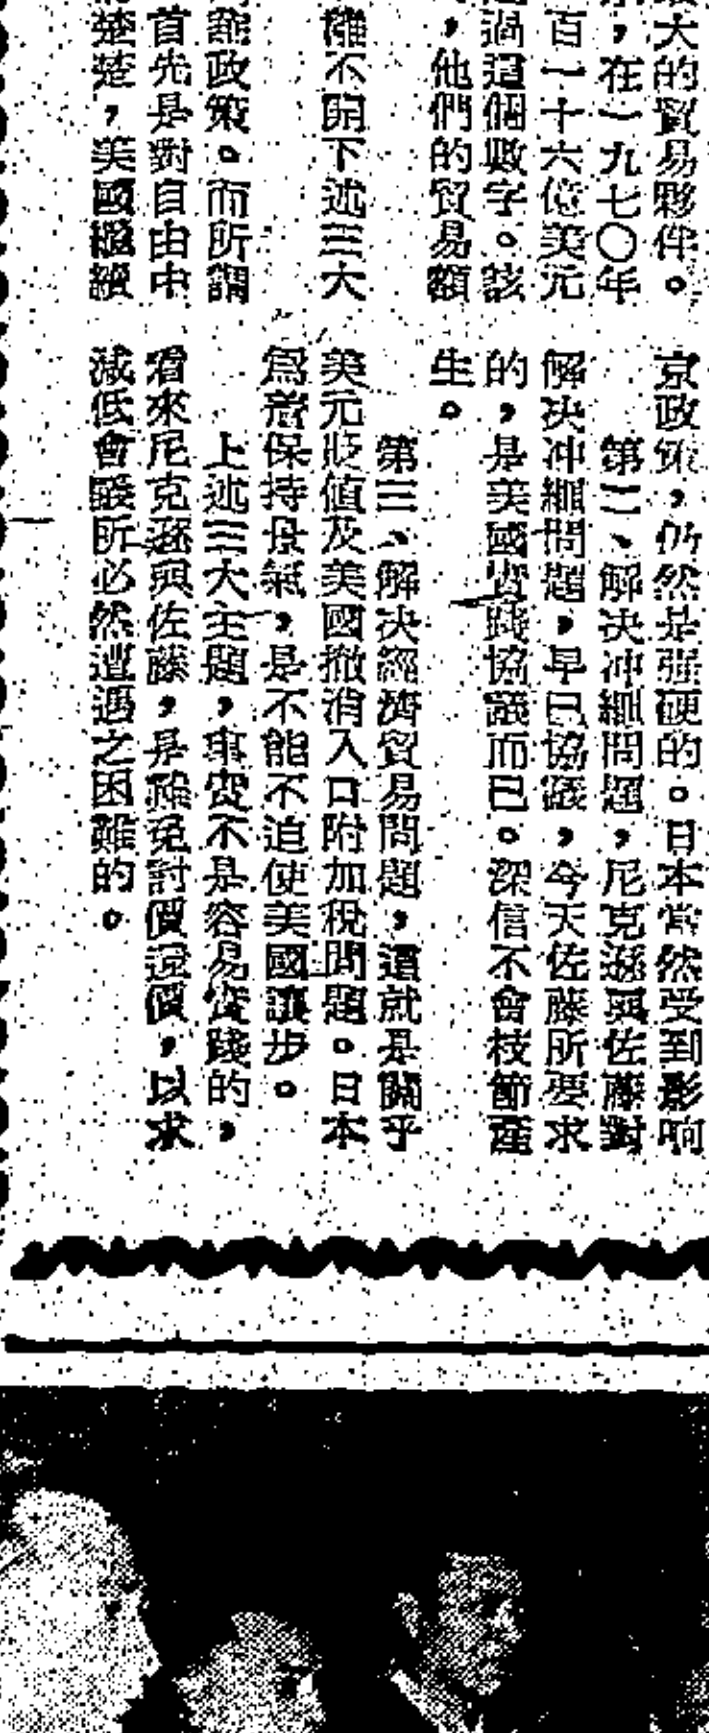 大的貿易夥伴。
，在一九七〇年
百一十六億美元
過這個數字。該
，他們的貿易額
離不開下述三大
政策。而所謂
首先是對自由中
楚楚，美國繼續
京政策，仍然是强硬的。日本當然受到影响
第二、解决冲繩問題，尼克遜與佐藤對
解决冲繩問題，早已協議，今天佐藤所要求
的，是美國實踐協議而已。深信不會枝節產
生。
第三、解决經濟貿易問題，這就是關乎
美元貶值及美國撤消入口附加稅問題。日本
爲着保持景氣，是不能不迫使美國讓步。
上述三大主題，事實不是容易實踐的，
看來尼克遜與佐藤，是難免討價還價，以求
減低會議所必然遭遇之困難的。